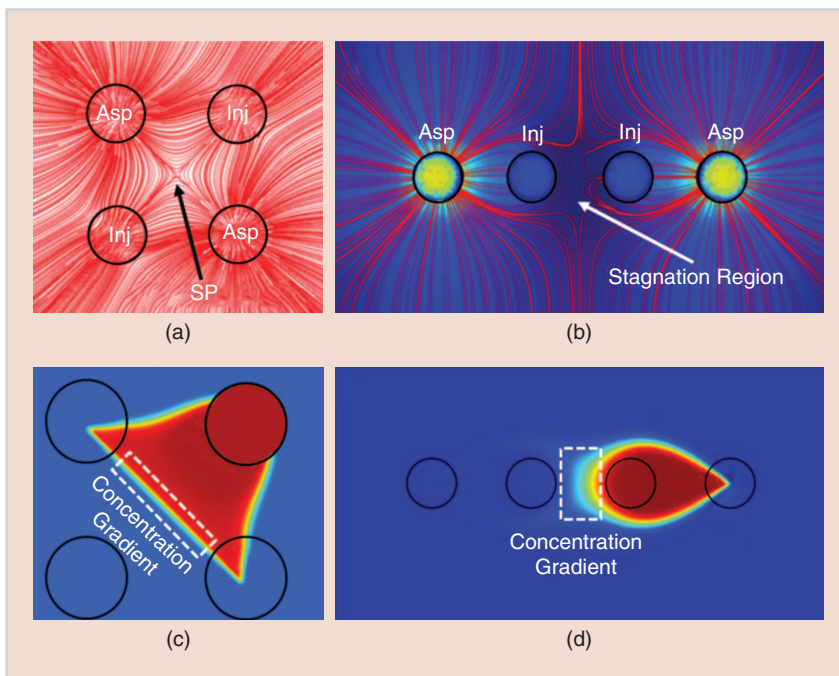 Asp
Inj
Inj
Asp
SP
(a)
Asp
Inj
Inj
Asp
Stagnation Region
(b)
Concentration
Gradient
(c)
Concentration
Gradient
(d)